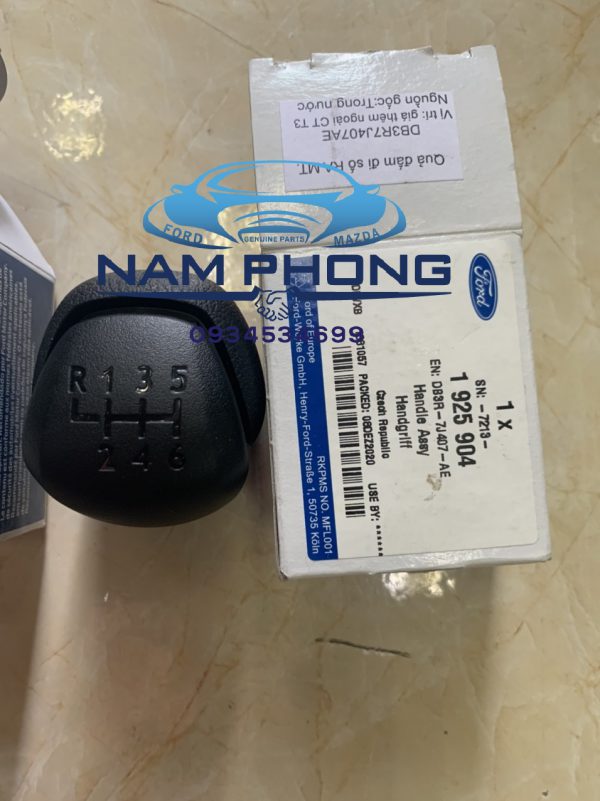 Quả đấm đi số RA MT.
DB3R7J407AE
Vị trí: giá thêm ngoài CT T3
Nguồn gốc:Trong nước
FORD
GENUINE PARTS
MAZDA
NAM PHONG
R 1 3 5
2 4 6
Ford
1 x
SN: -7213-
1 925 904
EN: DB3R-7J407-AE
Handle Assy
Handgriff
Czech Republic
PACKED: 08DEZ2020 USE BY: ******
Ford of Europe
Ford-Werke GmbH, Henry-Ford-Straße 1, 50735 Köln
RKPMS NO. MFL001